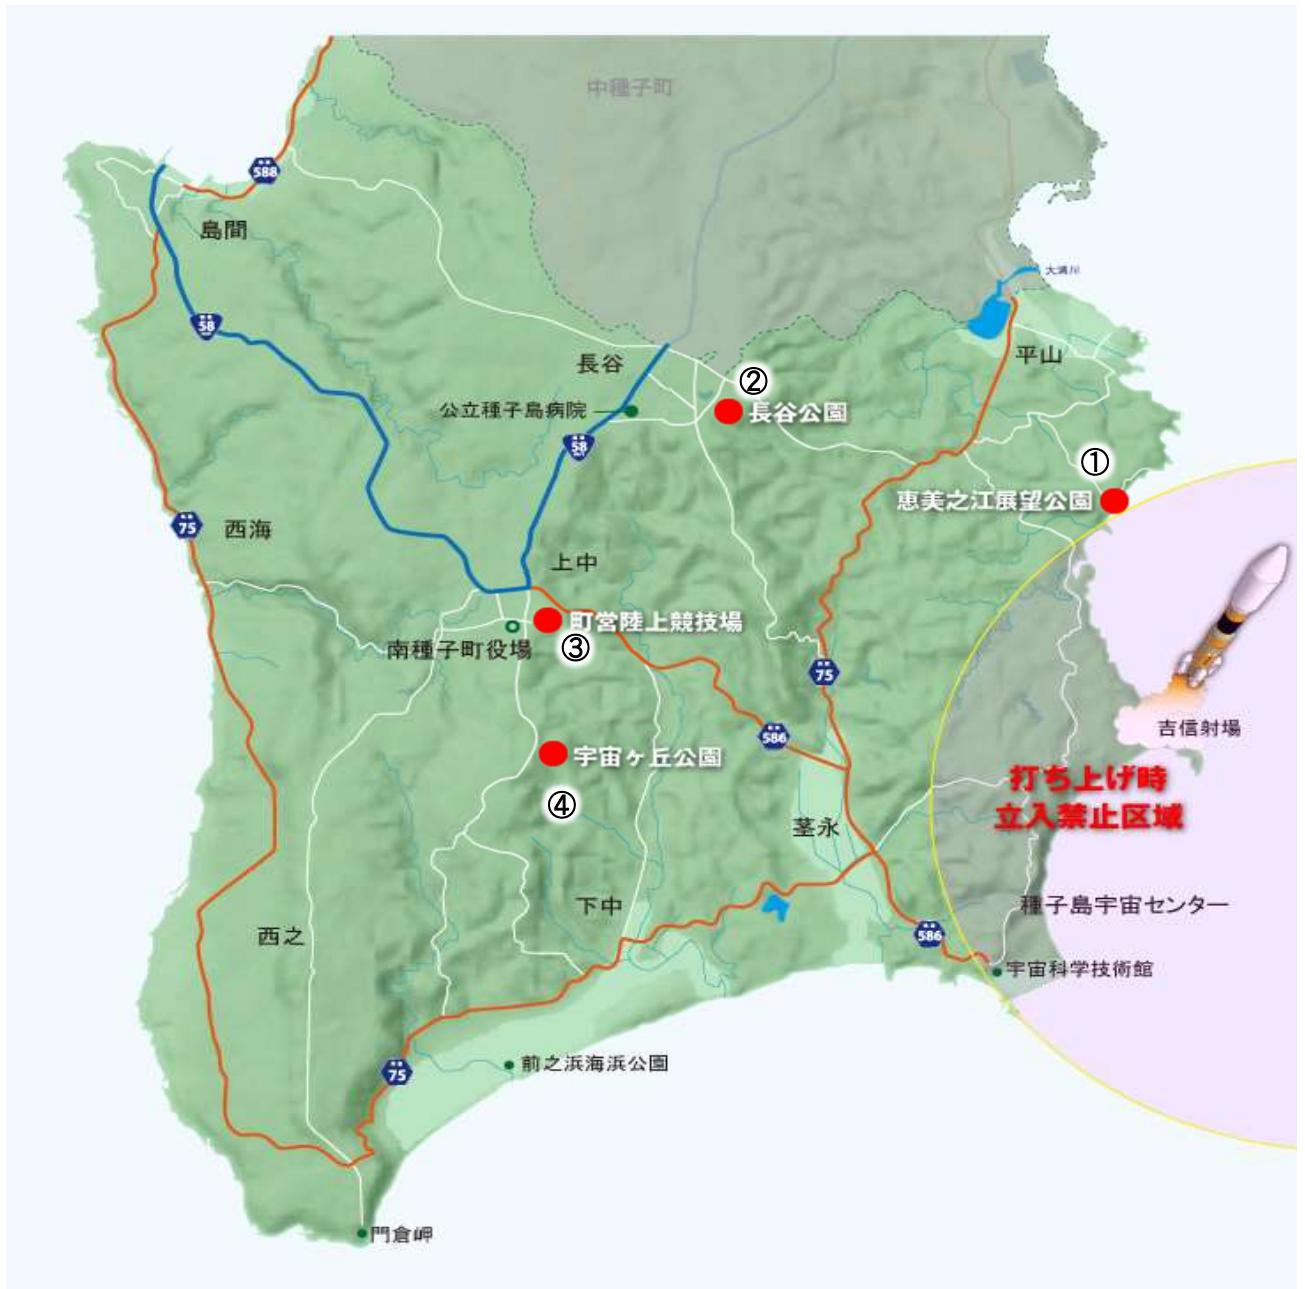 中種子町
588
島間
大浦川
58
平山
長谷
②
公立種子島病院
長谷公園
58
①
恵美之江展望公園
75
西海
上中
町営陸上競技場
③
南種子町役場
75
吉信射場
586
宇宙ヶ丘公園
打ち上げ時
立入禁止区域
④
茎永
種子島宇宙センター
下中
西之
586
宇宙科学技術館
前之浜海浜公園
75
門倉岬